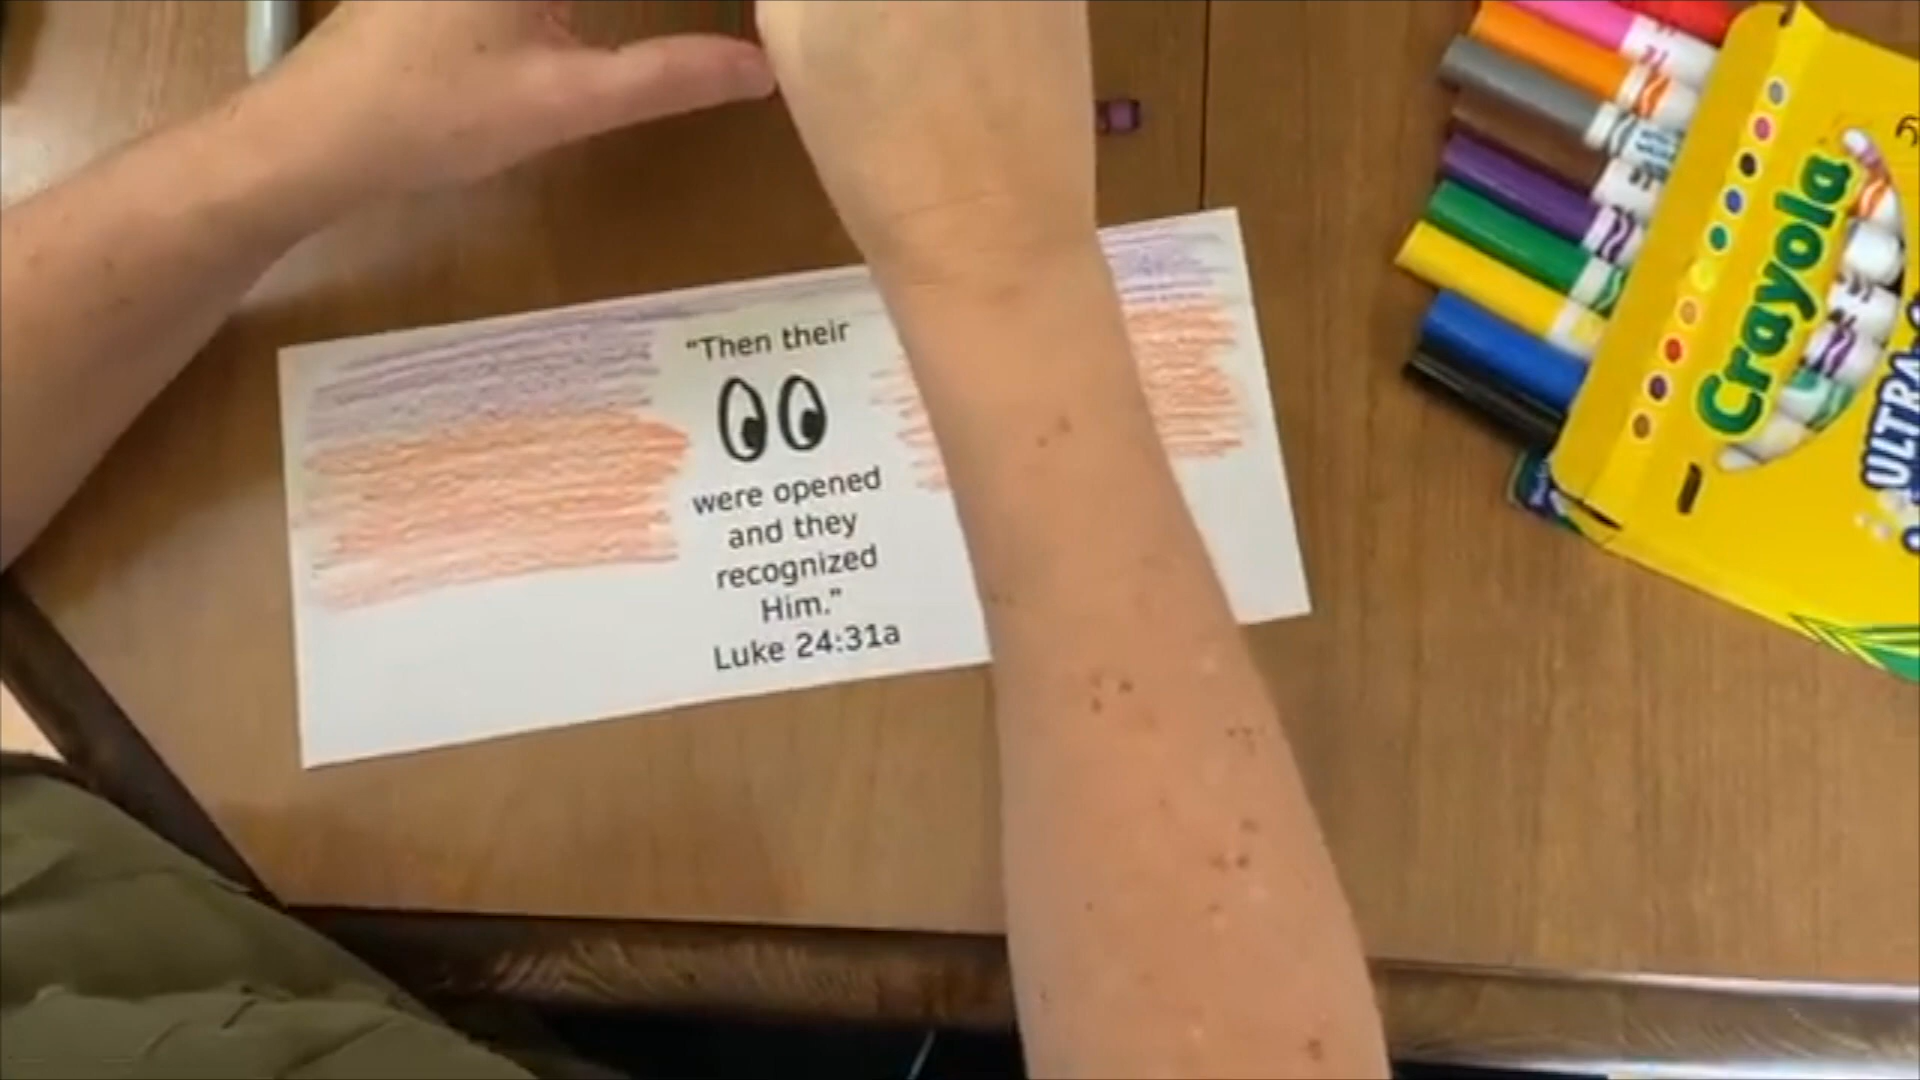 “Then their
were opened
and they
recognized
Him.”
Luke 24:31a
Crayola
ULTRA